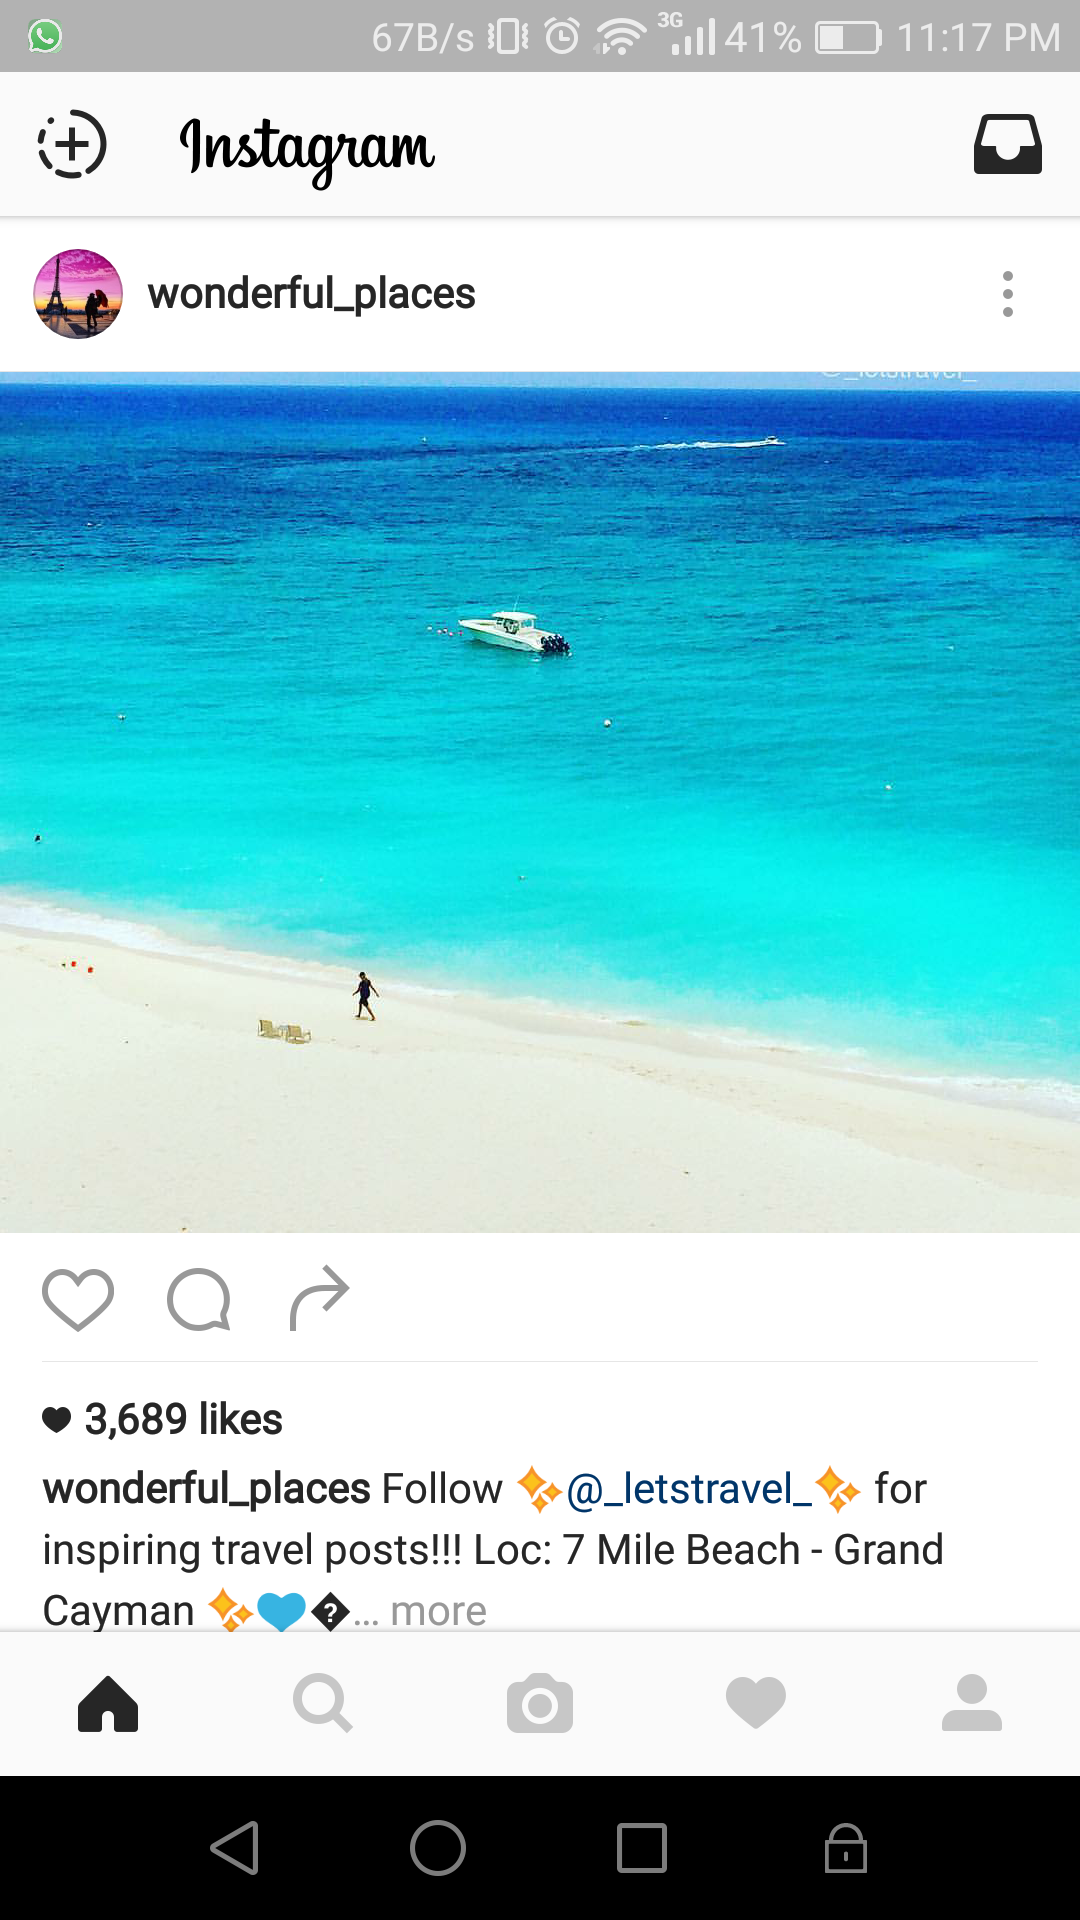 67B/s 3G 41% 11:17 PM
Instagram
wonderful_places
@_letstravel_
3,689 likes
wonderful_places Follow ✨@_letstravel_✨ for
inspiring travel posts!!! Loc: 7 Mile Beach - Grand
Cayman ✨💙�... more